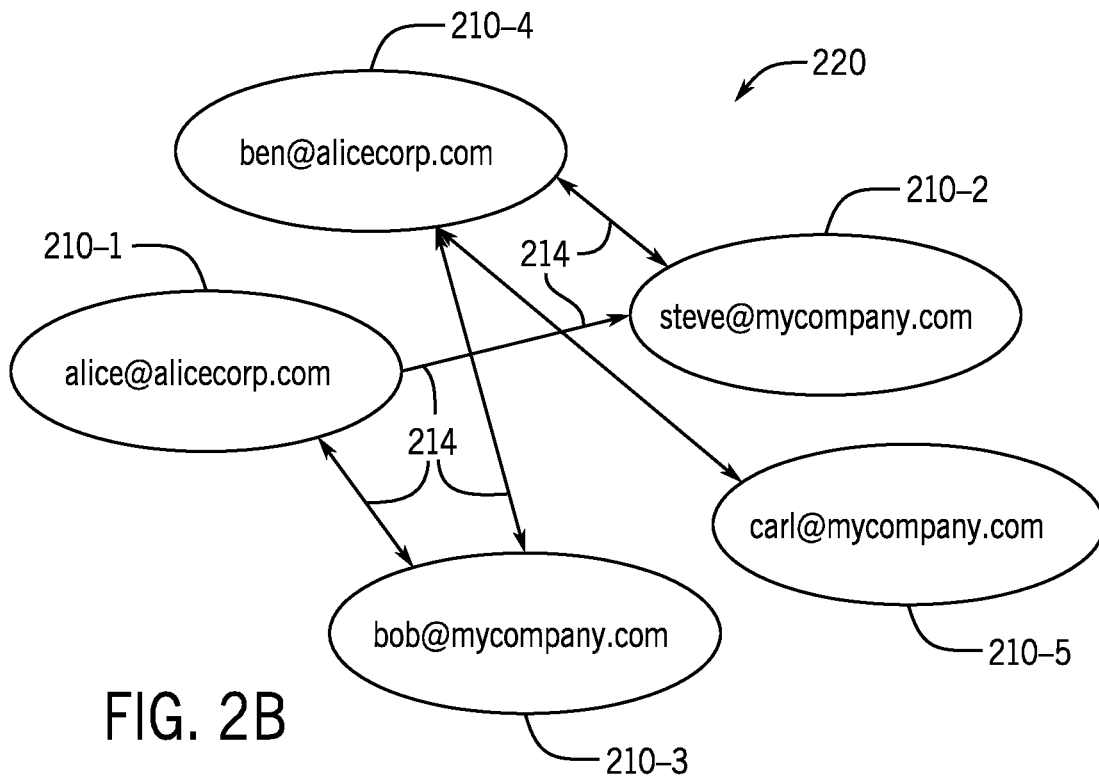 210–4
220
ben@alicecorp.com
210–2
210–1
214
steve@mycompany.com
alice@alicecorp.com
214
carl@mycompany.com
bob@mycompany.com
210–5
FIG. 2B
210–3